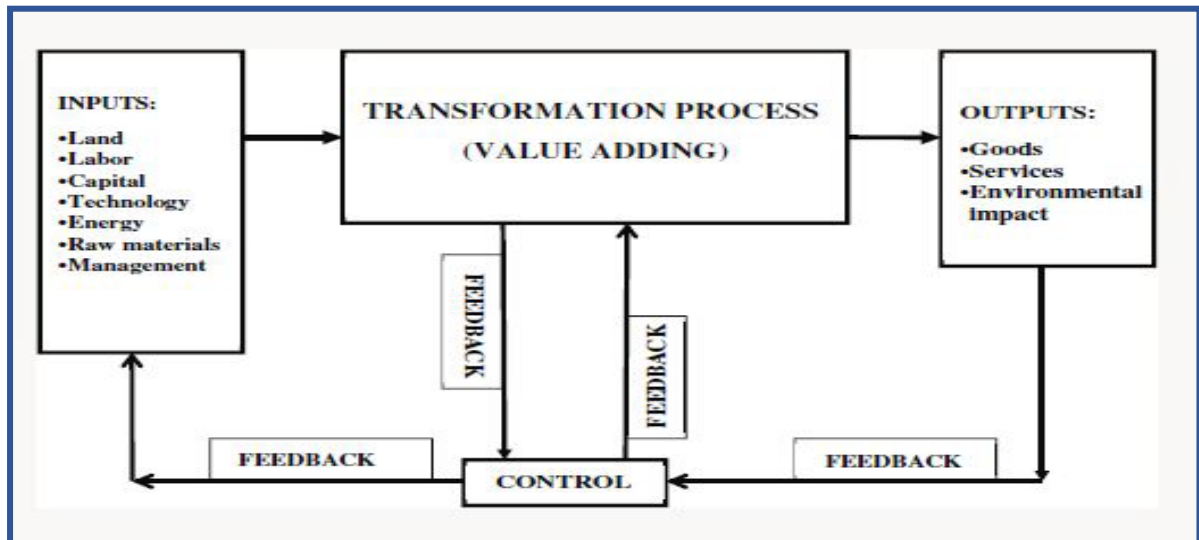 INPUTS:
•Land
•Labor
•Capital
•Technology
•Energy
•Raw materials
•Management
TRANSFORMATION PROCESS
(VALUE ADDING)
OUTPUTS:
•Goods
•Services
•Environmental
impact
FEEDBACK
FEEDBACK
FEEDBACK
CONTROL
FEEDBACK